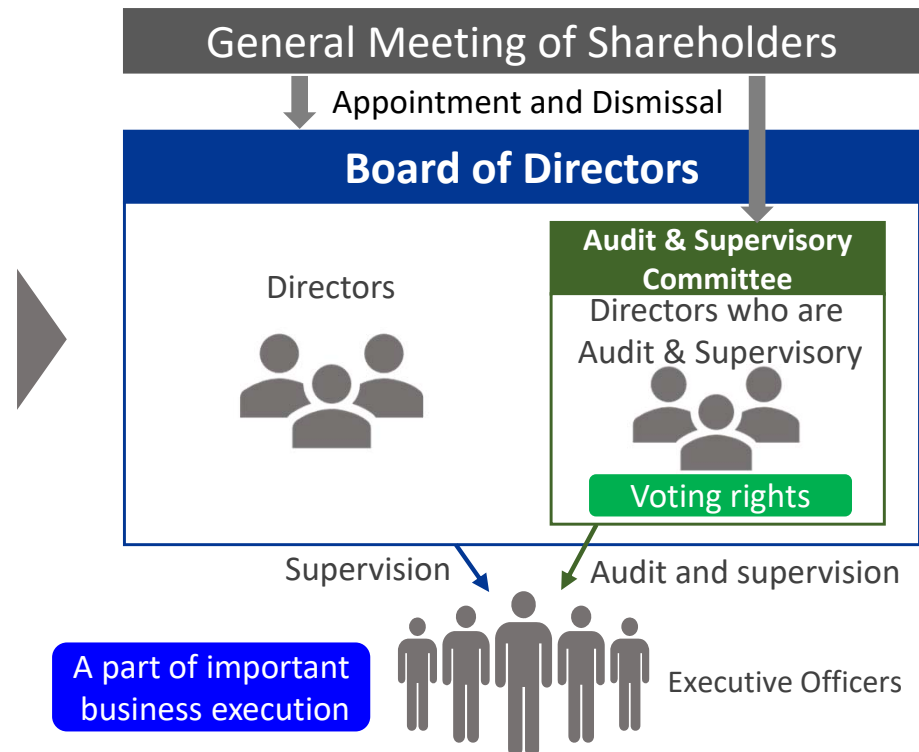 General Meeting of Shareholders
Appointment and Dismissal
Board of Directors
Directors
Audit & Supervisory
Committee
Directors who are
Audit & Supervisory
Voting rights
Supervision
Audit and supervision
A part of important
business execution
Executive Officers